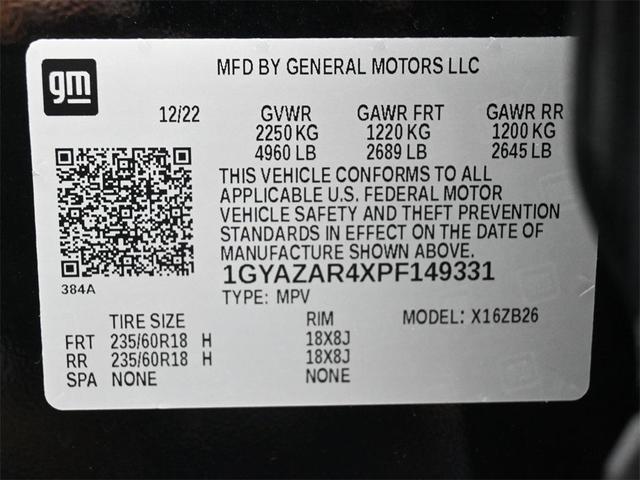 gm
MFD BY GENERAL MOTORS LLC
12/22 GVWR GAWR FRT GAWR RR
2250 KG 1220 KG 1200 KG
4960 LB 2689 LB 2645 LB
THIS VEHICLE CONFORMS TO ALL
APPLICABLE U.S. FEDERAL MOTOR
VEHICLE SAFETY AND THEFT PREVENTION
STANDARDS IN EFFECT ON THE DATE OF
MANUFACTURE SHOWN ABOVE.
1GYAZAR4XPF149331
384A
TYPE: MPV
TIRE SIZE RIM MODEL: X16ZB26
FRT 235/60R18 H 18X8J
RR 235/60R18 H 18X8J
SPA NONE NONE